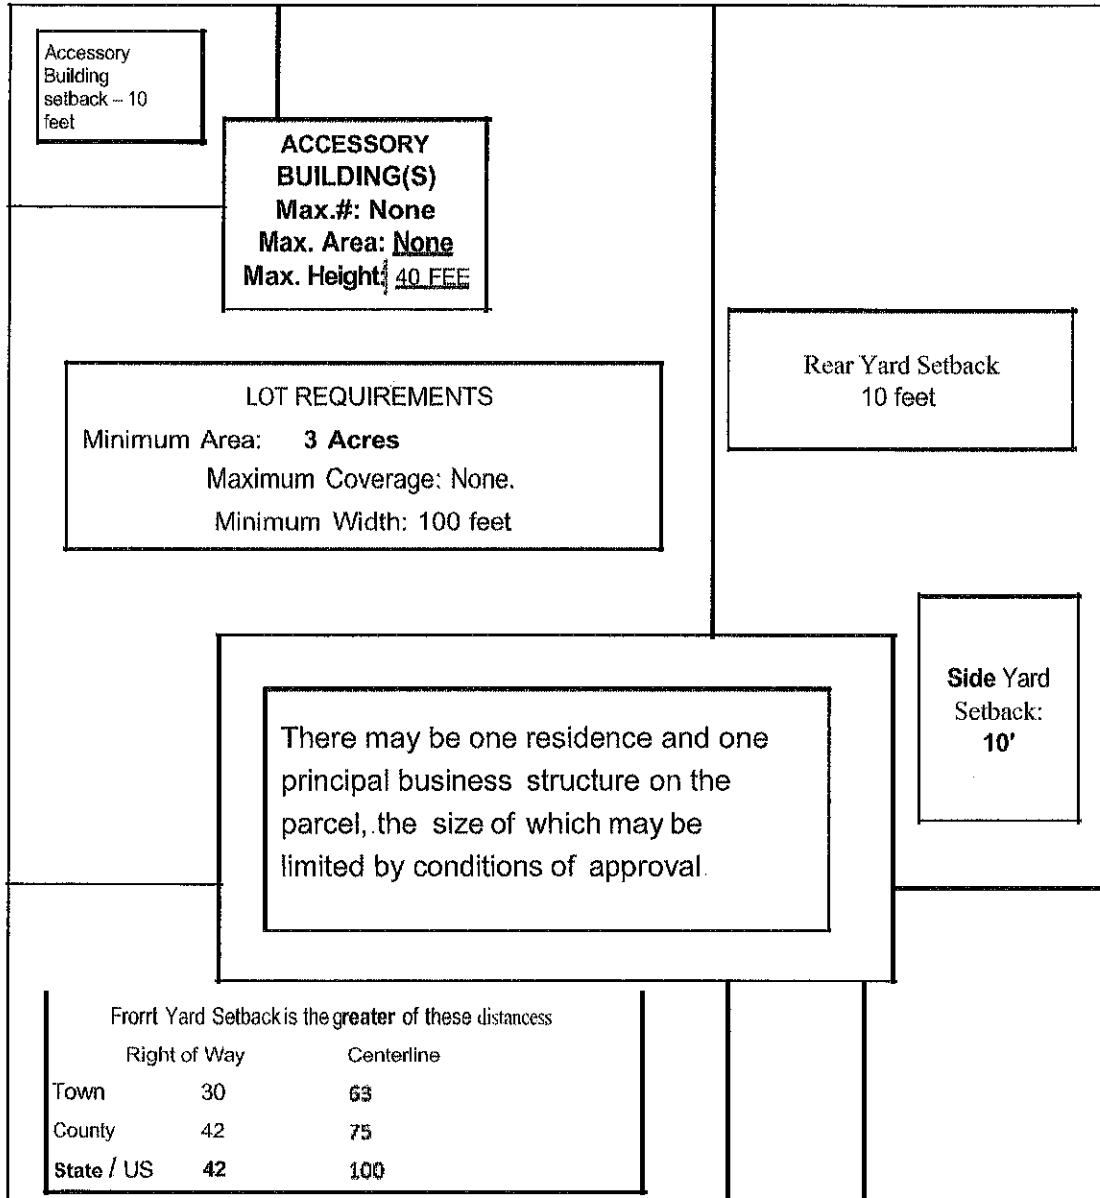 Accessory
Building
setback – 10
feet
ACCESSORY
BUILDING(S)
Max.#: None
Max. Area: None
Max. Height: 40 FEE
LOT REQUIREMENTS
Minimum Area: 3 Acres
Maximum Coverage: None.
Minimum Width: 100 feet
Rear Yard Setback
10 feet
Side Yard
Setback:
10'
There may be one residence and one
principal business structure on the
parcel, the size of which may be
limited by conditions of approval.
Frorrt Yard Setback is the greater of these distancess
Right of Way Centerline
Town 30 63
County 42 75
State / US 42 100